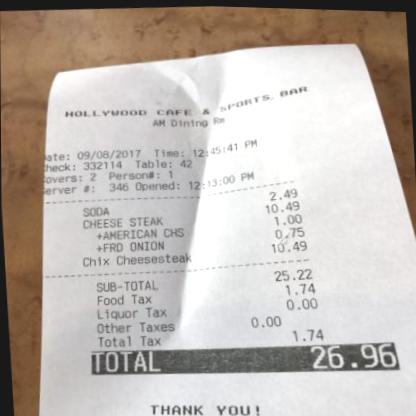 HOLLYWOOD CAFE & SPORTS. BAR
AM Dining Rm
ate: 09/08/2017 Time: 12:45:41 PM
heck: 332114 Table: 42
overs: 2 Person#: 1
erver #: 346 Opened: 12:13:00 PM
SODA 2.49
CHEESE STEAK 10.49
+AMERICAN CHS 1.00
+FRD ONION 0.75
Chix Cheesesteak 10.49
SUB-TOTAL 25.22
Food Tax 1.74
Liquor Tax 0.00
Other Taxes 0.00
Total Tax 1.74
TOTAL 26.96
THANK YOU!